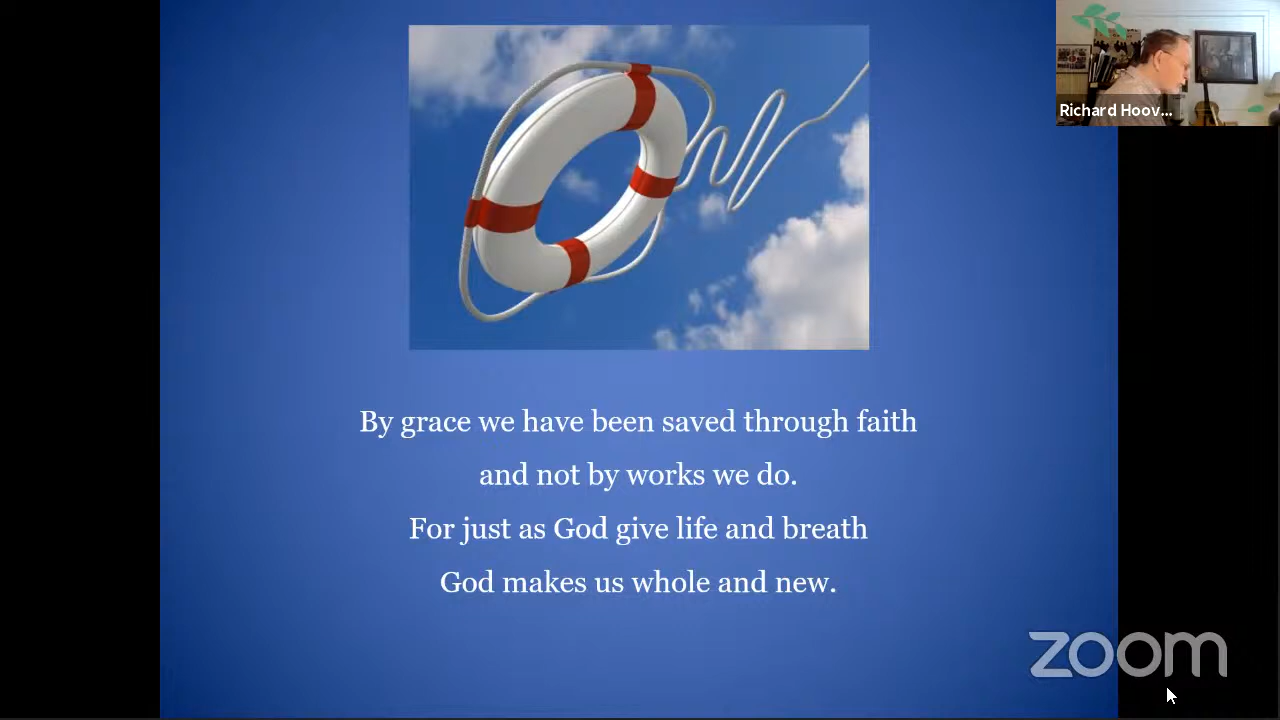 Richard Hoov...
By grace we have been saved through faith
and not by works we do.
For just as God give life and breath
God makes us whole and new.
zoom